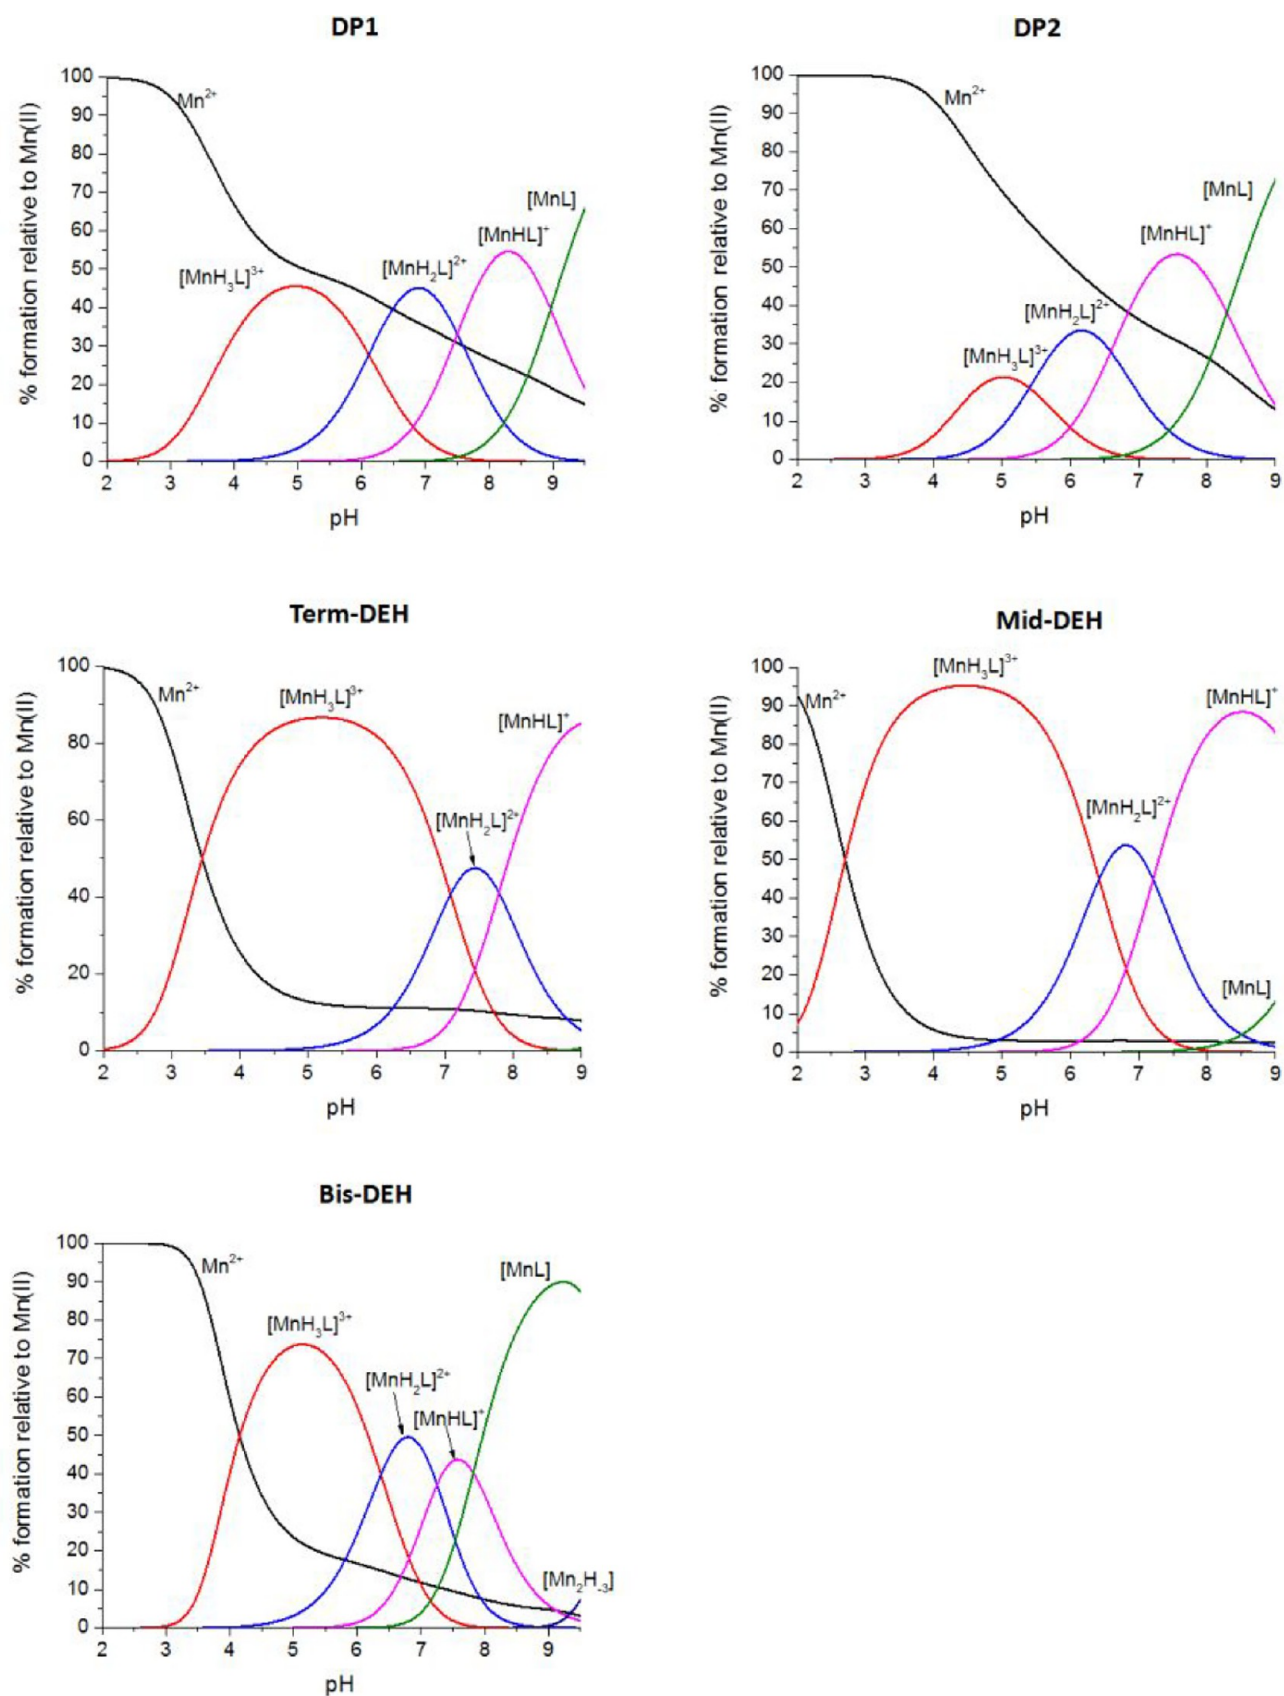 DP1
% formation relative to Mn(II)
100
90
80
70
60
50
40
30
20
10
0
Mn²⁺
[MnH₃L]³⁺
[MnH₂L]²⁺
[MnHL]⁺
[MnL]
2 3 4 5 6 7 8 9
pH
DP2
% formation relative to Mn(II)
100
90
80
70
60
50
40
30
20
10
0
Mn²⁺
[MnH₃L]³⁺
[MnH₂L]²⁺
[MnHL]⁺
[MnL]
2 3 4 5 6 7 8 9
pH
Term-DEH
% formation relative to Mn(II)
100
80
60
40
20
0
Mn²⁺
[MnH₃L]³⁺
[MnH₂L]²⁺
[MnHL]⁺
2 3 4 5 6 7 8 9
pH
Mid-DEH
% formation relative to Mn(II)
100
90
80
70
60
50
40
30
20
10
0
Mn²⁺
[MnH₃L]³⁺
[MnH₂L]²⁺
[MnHL]⁺
[MnL]
2 3 4 5 6 7 8 9
pH
Bis-DEH
% formation relative to Mn(II)
100
90
80
70
60
50
40
30
20
10
0
Mn²⁺
[MnH₃L]³⁺
[MnH₂L]²⁺
[MnHL]⁺
[MnL]
[Mn₂H₋₃]
2 3 4 5 6 7 8 9
pH